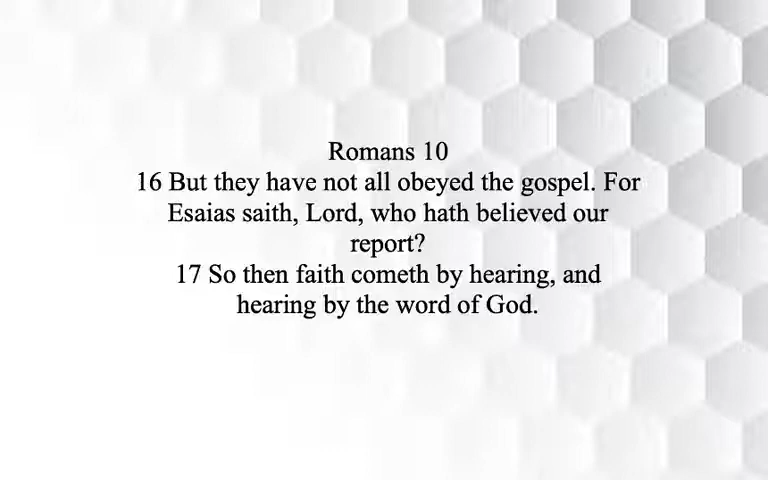 Romans 10
16 But they have not all obeyed the gospel. For
Esaias saith, Lord, who hath believed our
report?
17 So then faith cometh by hearing, and
hearing by the word of God.